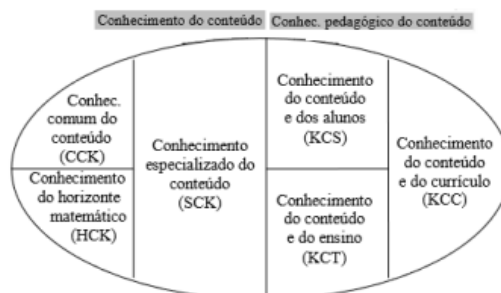 Conhecimento do conteúdo
Conhec. pedagógico do conteúdo
Conhec.
comum do
conteúdo
(CCK)
Conhecimento
do horizonte
matemático
(HCK)
Conhecimento
especializado do
conteúdo
(SCK)
Conhecimento
do conteúdo
e dos alunos
(KCS)
Conhecimento
do conteúdo
e do ensino
(KCT)
Conhecimento
do conteúdo
e do currículo
(KCC)